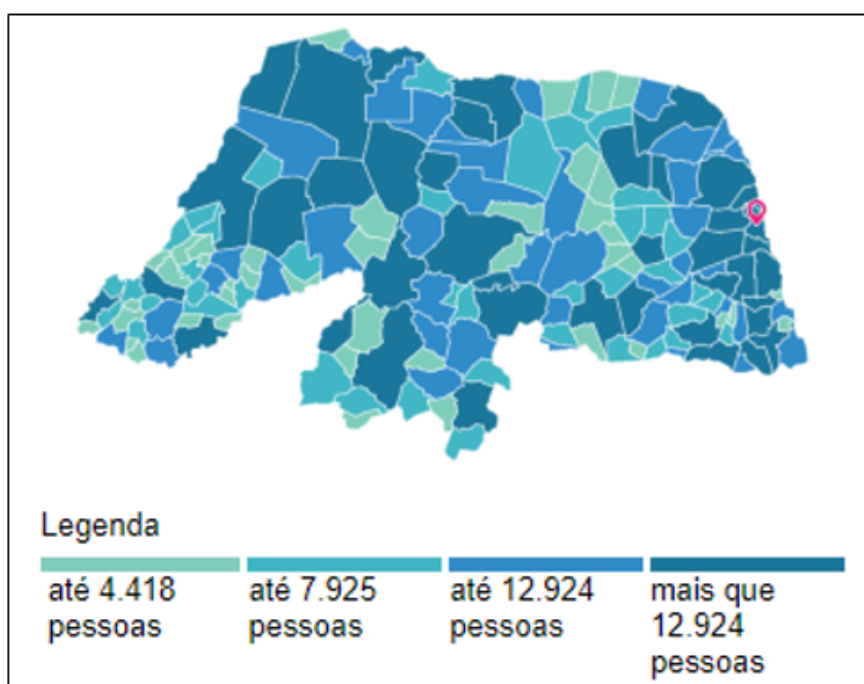 Legenda
até 4.418 até 7.925 até 12.924 mais que
pessoas pessoas pessoas 12.924
pessoas